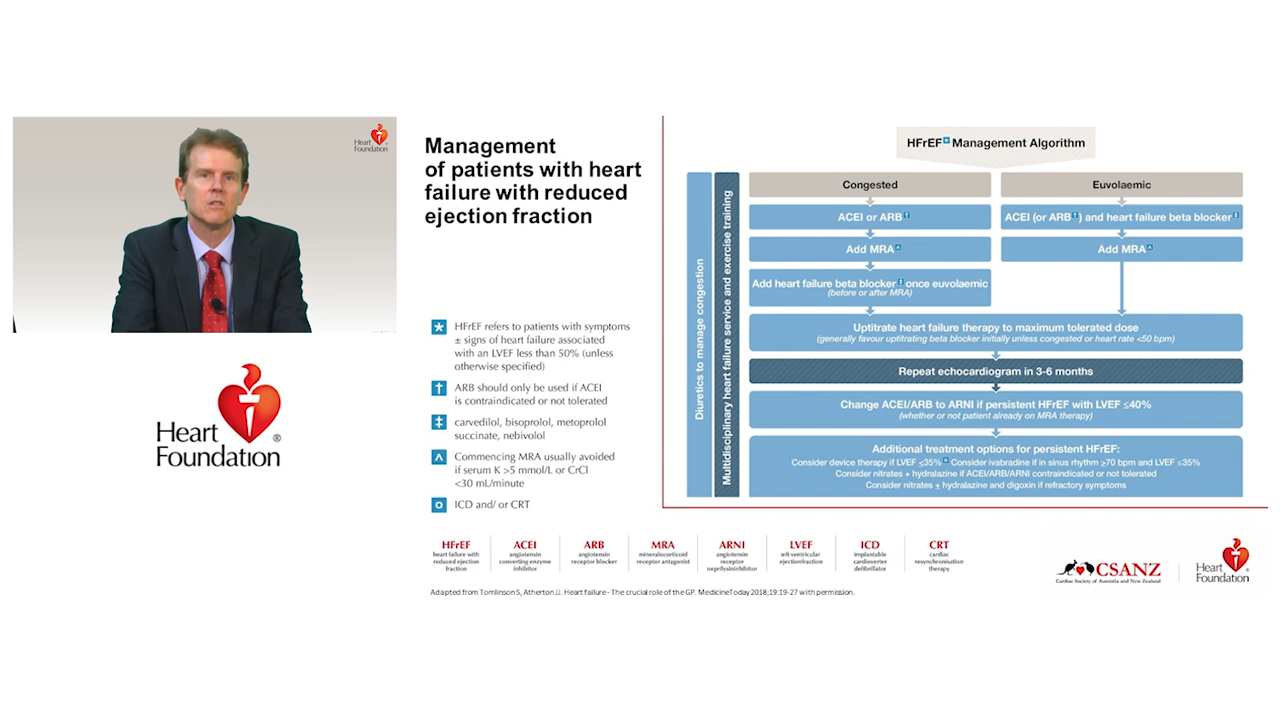 Heart
Foundation
Heart
Foundation
Management
of patients with heart
failure with reduced
ejection fraction
* HFrEF refers to patients with symptoms
± signs of heart failure associated
with an LVEF less than 50% (unless
otherwise specified)
† ARB should only be used if ACEI
is contraindicated or not tolerated
‡ carvedilol, bisoprolol, metoprolol
succinate, nebivolol
^ Commencing MRA usually avoided
if serum K >5 mmol/L or CrCl
<30 mL/minute
o ICD and/ or CRT
HFrEF* Management Algorithm
Diuretics to manage congestion
Multidisciplinary heart failure service and exercise training
Congested
ACEI or ARB†
Add MRA^
Add heart failure beta blocker‡ once euvolaemic
(before or after MRA)
Euvolaemic
ACEI (or ARB†) and heart failure beta blocker‡
Add MRA^
Uptitrate heart failure therapy to maximum tolerated dose
(generally favour uptitrating beta blocker initially unless congested or heart rate <50 bpm)
Repeat echocardiogram in 3-6 months
Change ACEI/ARB to ARNI if persistent HFrEF with LVEF ≤40%
(whether or not patient already on MRA therapy)
Additional treatment options for persistent HFrEF:
Consider device therapy if LVEF ≤35%o Consider ivabradine if in sinus rhythm ≥70 bpm and LVEF ≤35%
Consider nitrates + hydralazine if ACEI/ARB/ARNI contraindicated or not tolerated
Consider nitrates ± hydralazine and digoxin if refractory symptoms
HFrEF
heart failure with
reduced ejection
fraction
ACEI
angiotensin
converting enzyme
inhibitor
ARB
angiotensin
receptor blocker
MRA
mineralocorticoid
receptor antagonist
ARNI
angiotensin
receptor
neprilysininhibitor
LVEF
left ventricular
ejectionfraction
ICD
implantable
cardioverter
defibrillator
CRT
cardiac
resynchronisation
therapy
CSANZ
Cardiac Society of Australia and New Zealand
Heart
Foundation
Adapted from Tomlinson S, Atherton JJ. Heart failure - The crucial role of the GP. MedicineToday 2018;19:19-27 with permission.